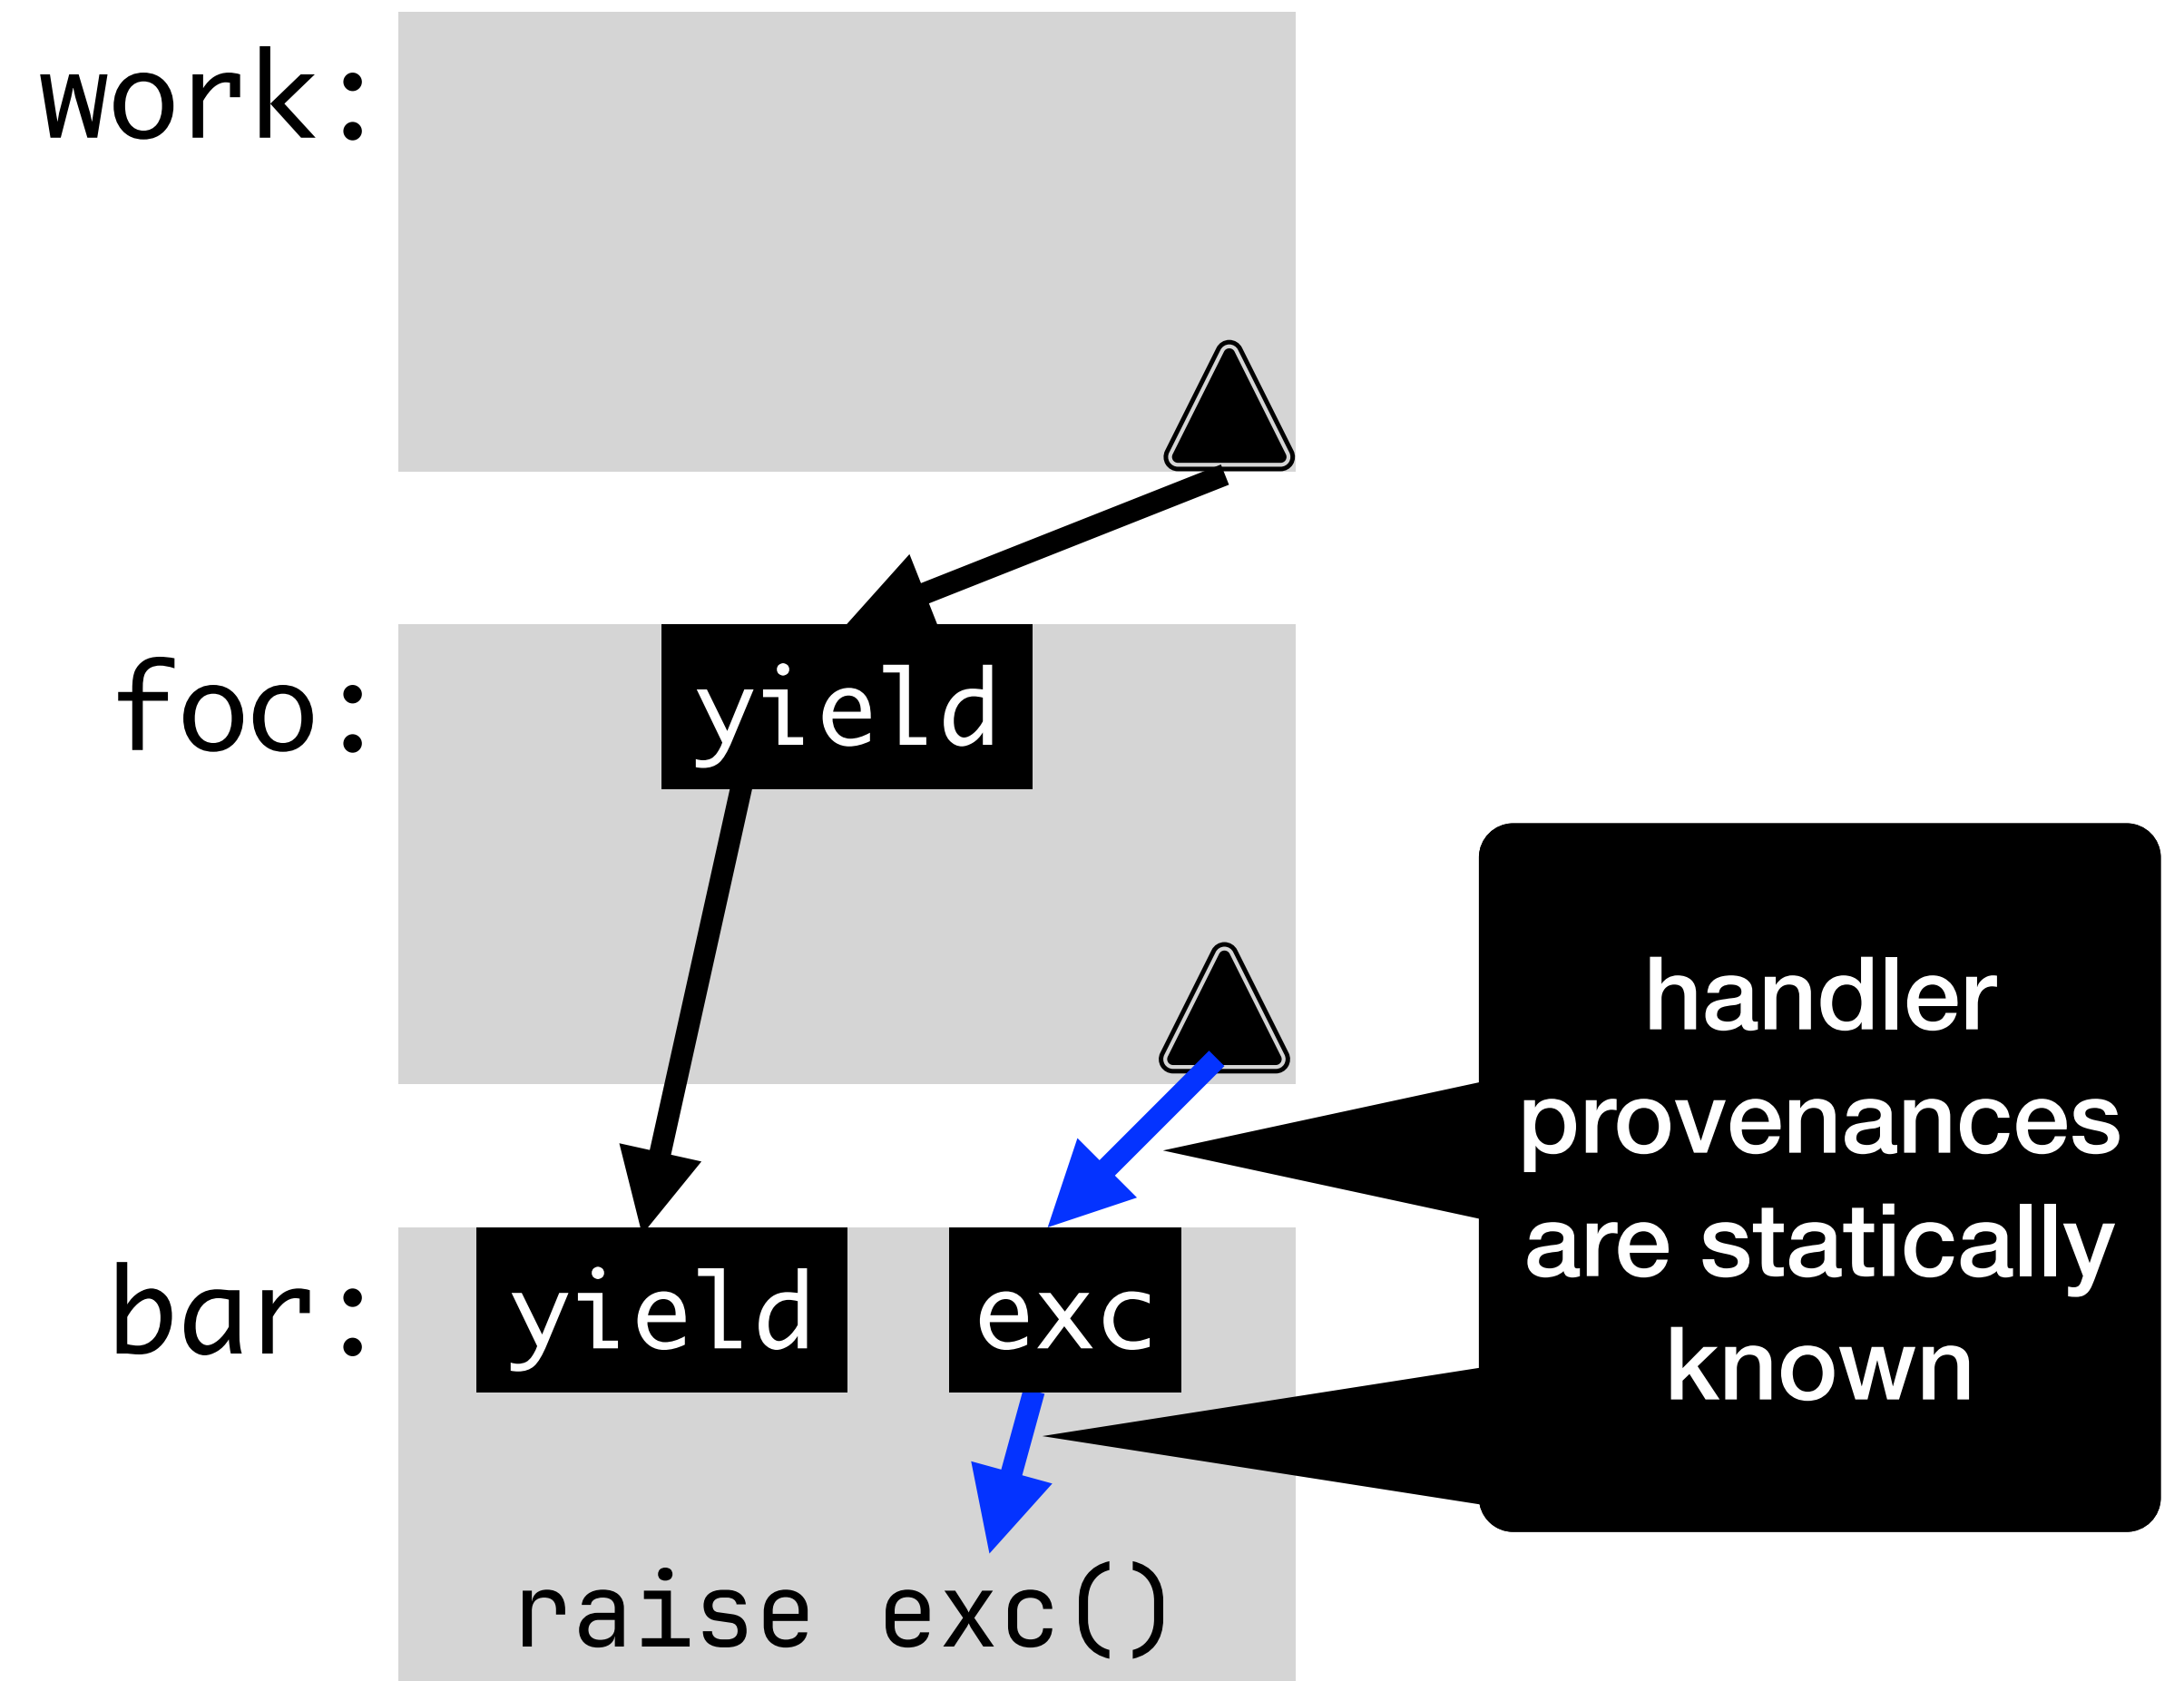 work:
foo:
yield
handler
provenances
are statically
known
bar:
yield
exc
raise exc()